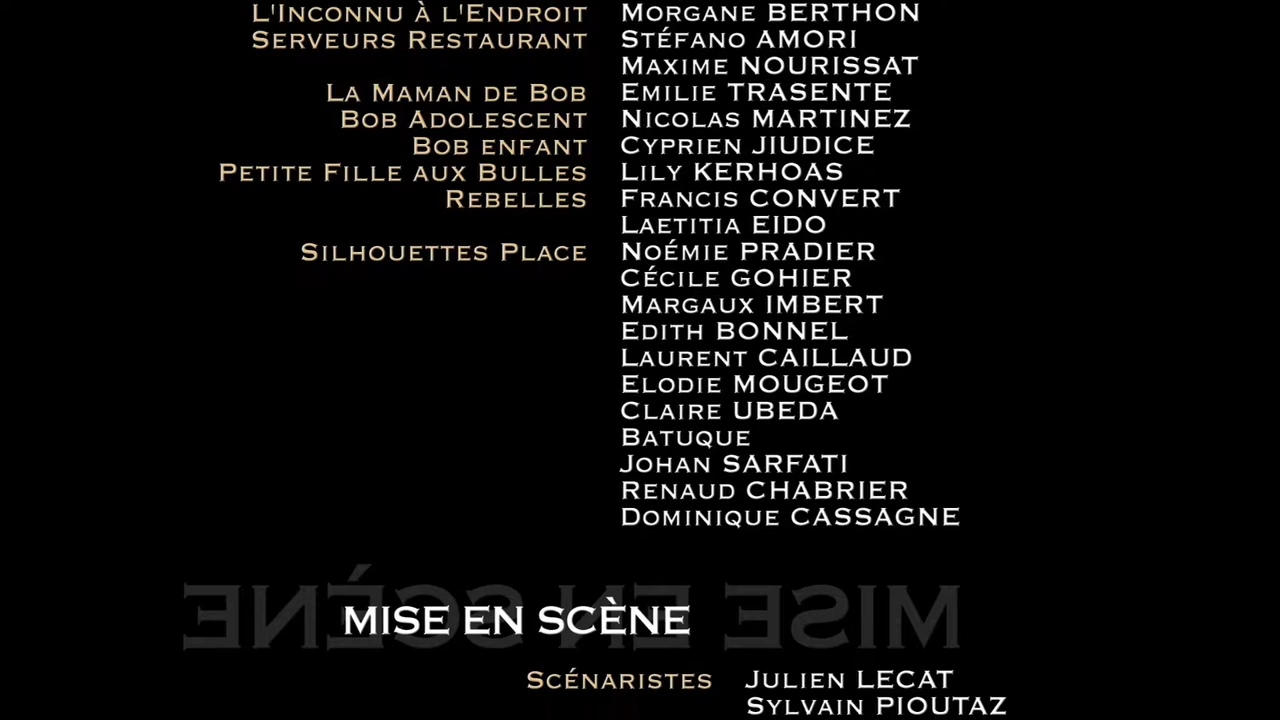 L'Inconnu à l'Endroit Morgane BERTHON
Serveurs Restaurant Stéfano AMORI
Maxime NOURISSAT
La Maman de Bob Emilie TRASENTE
Bob Adolescent Nicolas MARTINEZ
Bob enfant Cyprien JIUDICE
Petite Fille aux Bulles Lily KERHOAS
Rebelles Francis CONVERT
Laetitia EIDO
Silhouettes Place Noémie PRADIER
Cécile GOHIER
Margaux IMBERT
Edith BONNEL
Laurent CAILLAUD
Elodie MOUGEOT
Claire UBEDA
Batuque
Johan SARFATI
Renaud CHABRIER
Dominique CASSAGNE
MISE EN SCÈNE
MISE EN SCÈNE
Scénaristes Julien LECAT
Sylvain PIOUTAZ